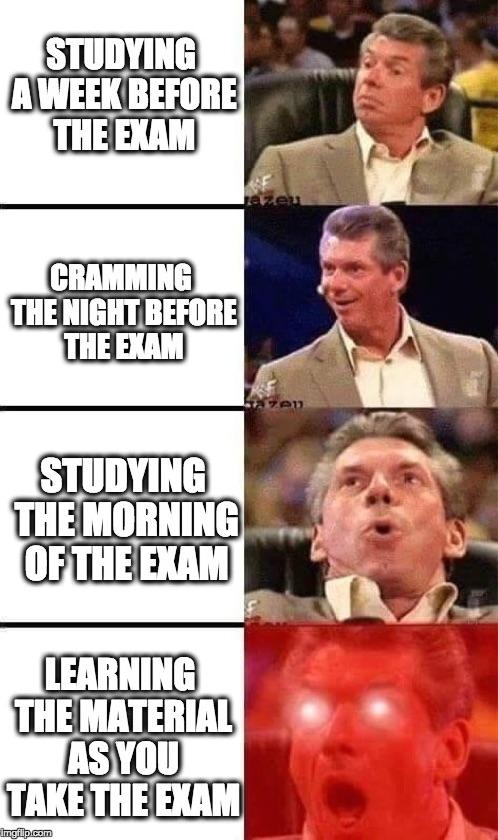 STUDYING
A WEEK BEFORE
THE EXAM
CRAMMING
THE NIGHT BEFORE
THE EXAM
STUDYING
THE MORNING
OF THE EXAM
LEARNING
THE MATERIAL
AS YOU
TAKE THE EXAM
imgflip.com